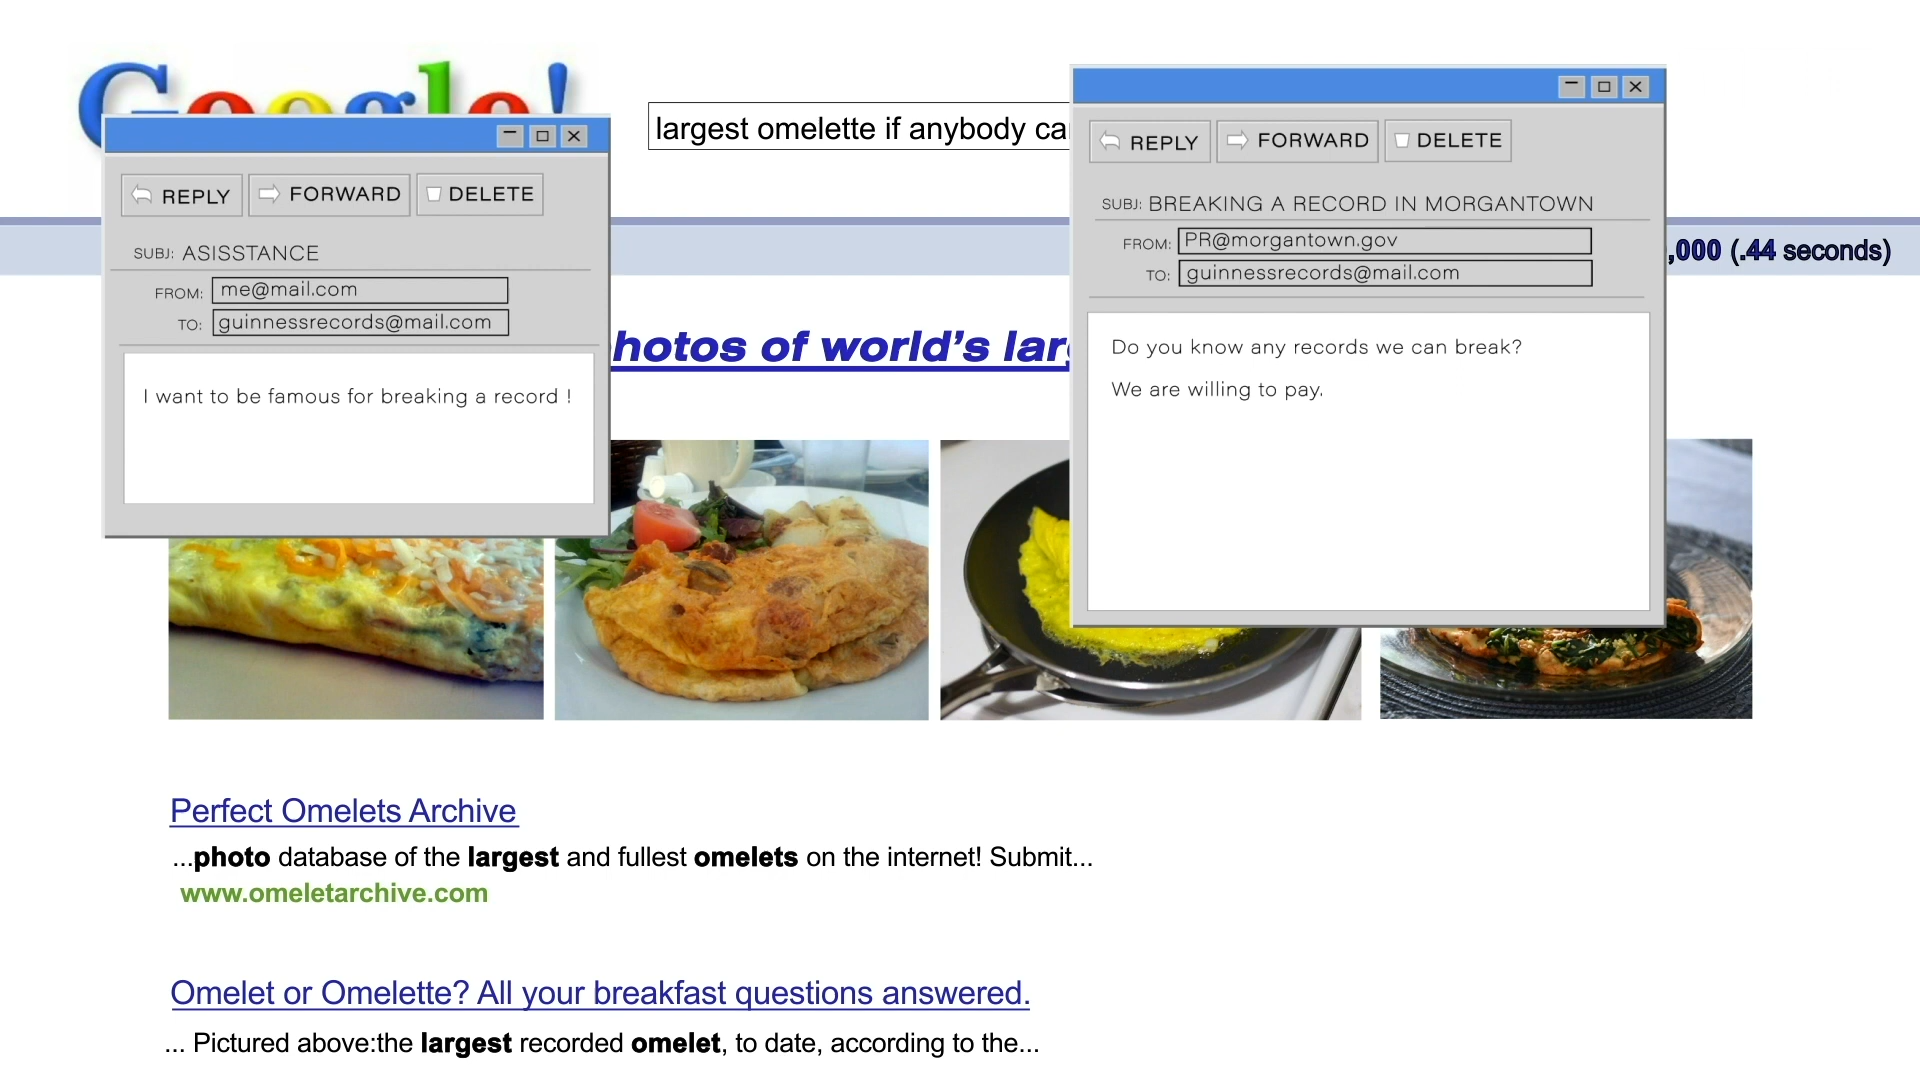 Google!
largest omelette if anybody
REPLY
FORWARD
DELETE
SUBJ: ASISSTANCE
FROM: me@mail.com
TO: guinnessrecords@mail.com
I want to be famous for breaking a record !
REPLY
FORWARD
DELETE
SUBJ: BREAKING A RECORD IN MORGANTOWN
FROM: PR@morgantown.gov
TO: guinnessrecords@mail.com
Do you know any records we can break?
We are willing to pay.
,000 (.44 seconds)
hotos of world's
Perfect Omelets Archive
...photo database of the largest and fullest omelets on the internet! Submit...
www.omeletarchive.com
Omelet or Omelette? All your breakfast questions answered.
... Pictured above:the largest recorded omelet, to date, according to the...